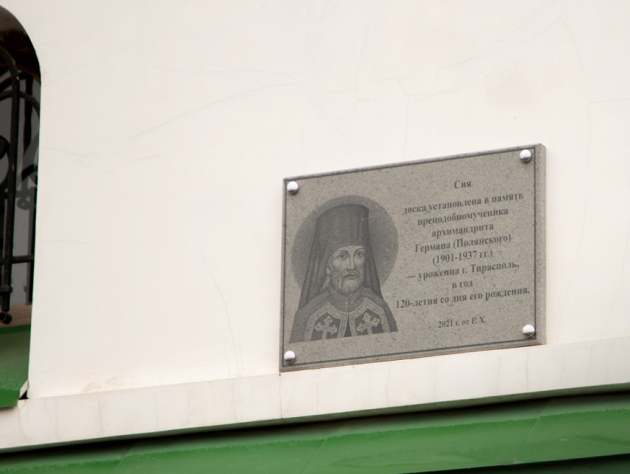 Сия
доска установлена в память
преподобномученика
архимандрита
Германа (Полянского)
(1901-1937 гг.)
— уроженца г. Тирасполь,
в год
120-летия со дня его рождения.
2021 г. от Р. Х.